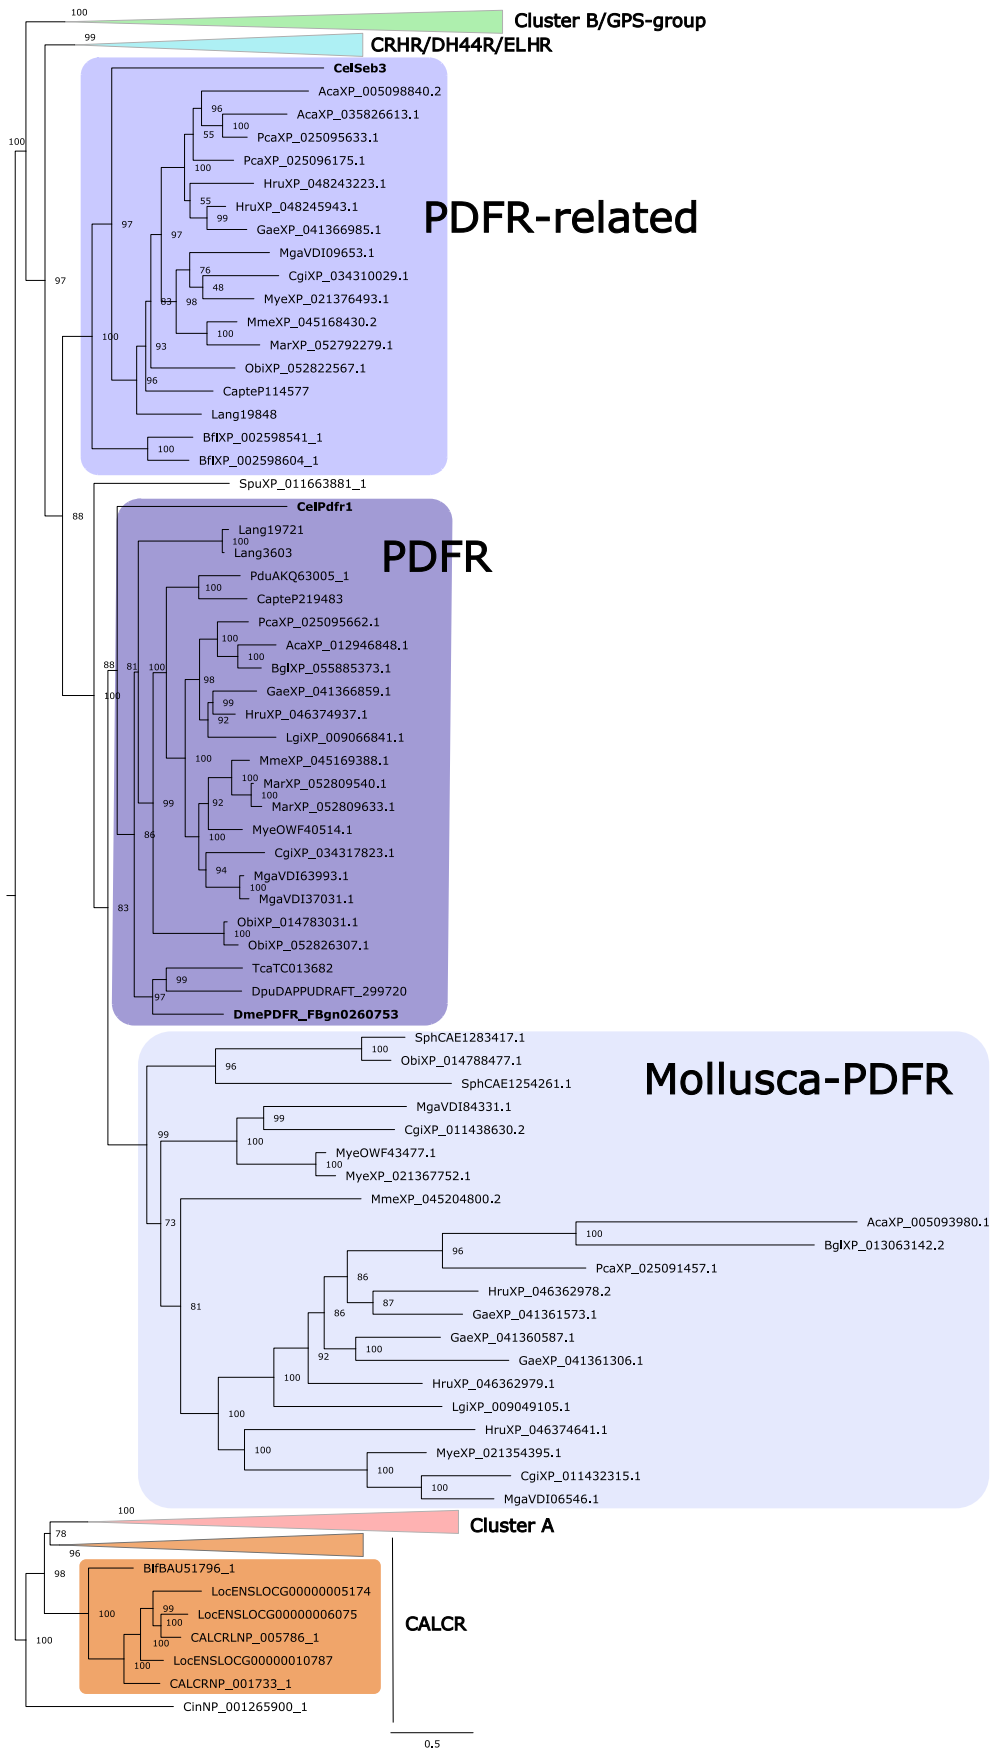 100
Cluster B/GPS-group
99
CRHR/DH44R/ELHR
CelSeb3
AcaXP_005098840.2
96
AcaXP_035826613.1
100
55
PcaXP_025095633.1
100
PcaXP_025096175.1
100
HruXP_048243223.1
55
HruXP_048245943.1
99
PDFR-related
97
GaeXP_041366985.1
97
MgaVDI09653.1
76
CgiXP_034310029.1
97
48
83
98
MyeXP_021376493.1
MmeXP_045168430.2
100
100
MarXP_052792279.1
93
ObiXP_052822567.1
96
CapteP114577
Lang19848
BflXP_002598541_1
100
BflXP_002598604_1
SpuXP_011663881_1
88
CelPdfr1
Lang19721
100
Lang3603
PDFR
PduAKQ63005_1
100
CapteP219483
PcaXP_025095662.1
100
AcaXP_012946848.1
100
88
81
100
BglXP_055885373.1
98
GaeXP_041366859.1
100
99
HruXP_046374937.1
92
LgiXP_009066841.1
100
MmeXP_045169388.1
100
MarXP_052809540.1
100
99
92
MarXP_052809633.1
86
100
MyeOWF40514.1
CgiXP_034317823.1
94
MgaVDI63993.1
100
MgaVDI37031.1
83
ObiXP_014783031.1
100
ObiXP_052826307.1
TcaTC013682
99
DpuDAPPUDRAFT_299720
97
DmePDFR_FBgn0260753
SphCAE1283417.1
100
ObiXP_014788477.1
96
Mollusca-PDFR
SphCAE1254261.1
MgaVDI84331.1
99
CgiXP_011438630.2
99
100
MyeOWF43477.1
100
MyeXP_021367752.1
MmeXP_045204800.2
73
AcaXP_005093980.1
100
BglXP_013063142.2
96
PcaXP_025091457.1
86
HruXP_046362978.2
87
81
86
GaeXP_041361573.1
GaeXP_041360587.1
100
92
GaeXP_041361306.1
100
HruXP_046362979.1
LgiXP_009049105.1
100
HruXP_046374641.1
100
MyeXP_021354395.1
100
CgiXP_011432315.1
100
MgaVDI06546.1
100
Cluster A
78
96
98
BlfBAU51796_1
LocENSLOCG00000005174
99
100
LocENSLOCG00000006075
100
CALCR
100
CALCRLNP_005786_1
100
100
LocENSLOCG00000010787
CALCRNP_001733_1
CinNP_001265900_1
0.5